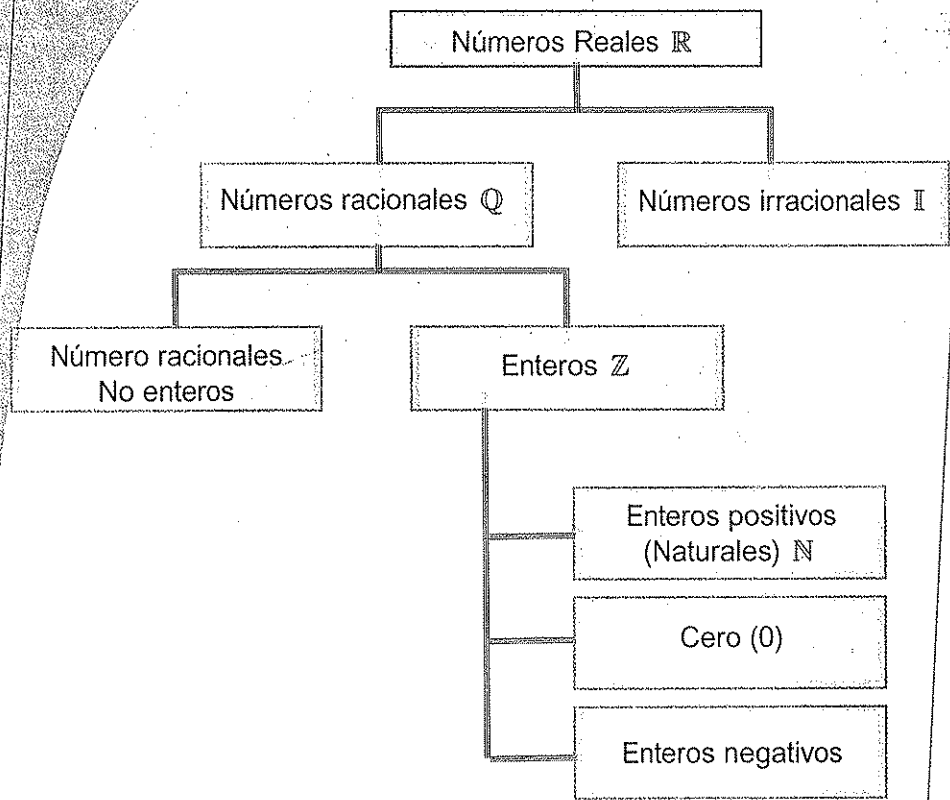 Números Reales ℝ
Números racionales ℚ
Números irracionales 𝕀
Número racionales
No enteros
Enteros ℤ
Enteros positivos
(Naturales) ℕ
Cero (0)
Enteros negativos